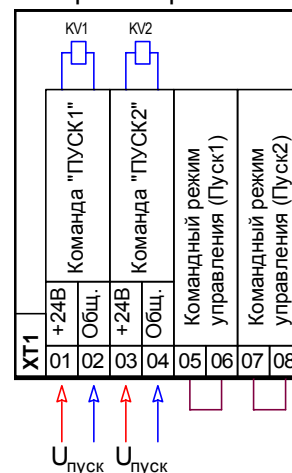 KV1 KV2
Команда "ПУСК1"
Команда "ПУСК2"
Командный режим
управления (Пуск1)
Командный режим
управления (Пуск2)
+24В Общ. +24В Общ.
XT1 01 02 03 04 05 06 07 08
Uпуск Uпуск